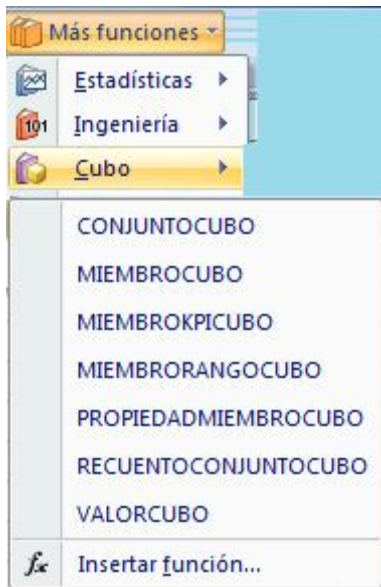 Más funciones
Estadísticas
101 Ingeniería
Cubo
CONJUNTOCUBO
MIEMBROCUBO
MIEMBROKPICUBO
MIEMBRORANGOCUBO
PROPIEDADMIEMBROCUBO
RECUENTOCONJUNTOCUBO
VALORCUBO
fx Insertar función...